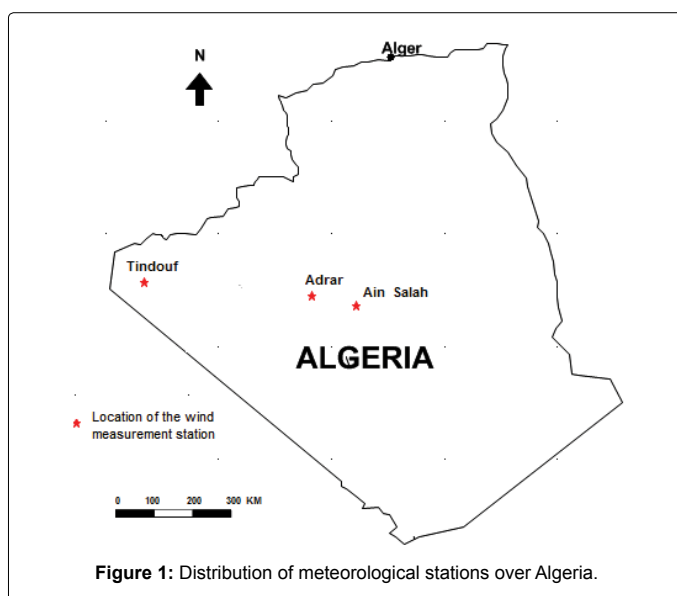 Alger
N
Tindouf
Adrar
Ain Salah
ALGERIA
Location of the wind
measurement station
0 100 200 300 KM
Figure 1: Distribution of meteorological stations over Algeria.